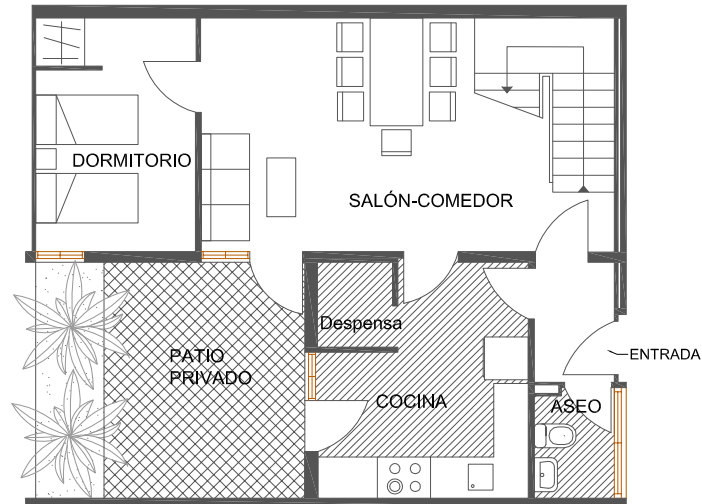 DORMITORIO
SALÓN-COMEDOR
Despensa
PATIO
PRIVADO
ENTRADA
COCINA
ASEO